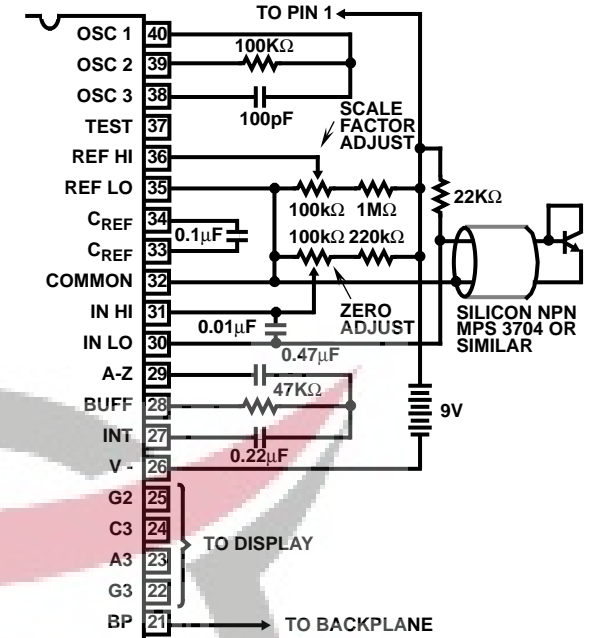 TO PIN 1
OSC 1 40
100KΩ
OSC 2 39
OSC 3 38
100pF
TEST 37
SCALE
FACTOR
ADJUST
REF HI 36
REF LO 35
100kΩ 1MΩ
22KΩ
CREF 34
0.1μF
CREF 33
100kΩ 220kΩ
COMMON 32
IN HI 31
0.01μF
ZERO
ADJUST
SILICON NPN
MPS 3704 OR
SIMILAR
IN LO 30
0.47μF
A-Z 29
47KΩ
BUFF 28
9V
INT 27
0.22μF
V - 26
G2 25
C3 24
TO DISPLAY
A3 23
G3 22
BP 21
TO BACKPLANE